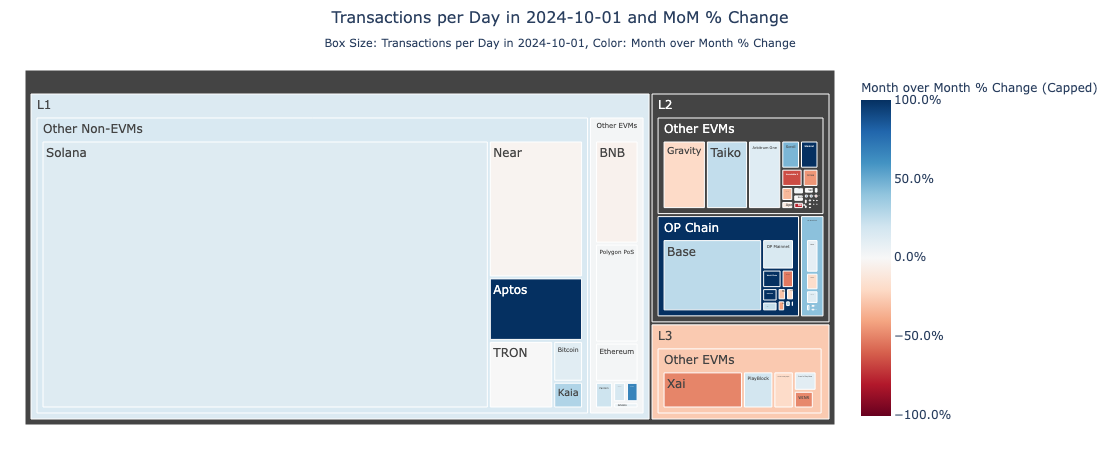 Transactions per Day in 2024-10-01 and MoM % Change
Box Size: Transactions per Day in 2024-10-01, Color: Month over Month % Change
L1
Other Non-EVMs
Solana
Near
Aptos
TRON
Bitcoin
Kaia
Other EVMs
BNB
Polygon PoS
Ethereum
L2
Other EVMs
Gravity
Taiko
Arbitrum One
OP Chain
Base
OP Mainnet
L3
Other EVMs
Xai
PlayBlock
Month over Month % Change (Capped)
100.0%
50.0%
0.0%
−50.0%
−100.0%